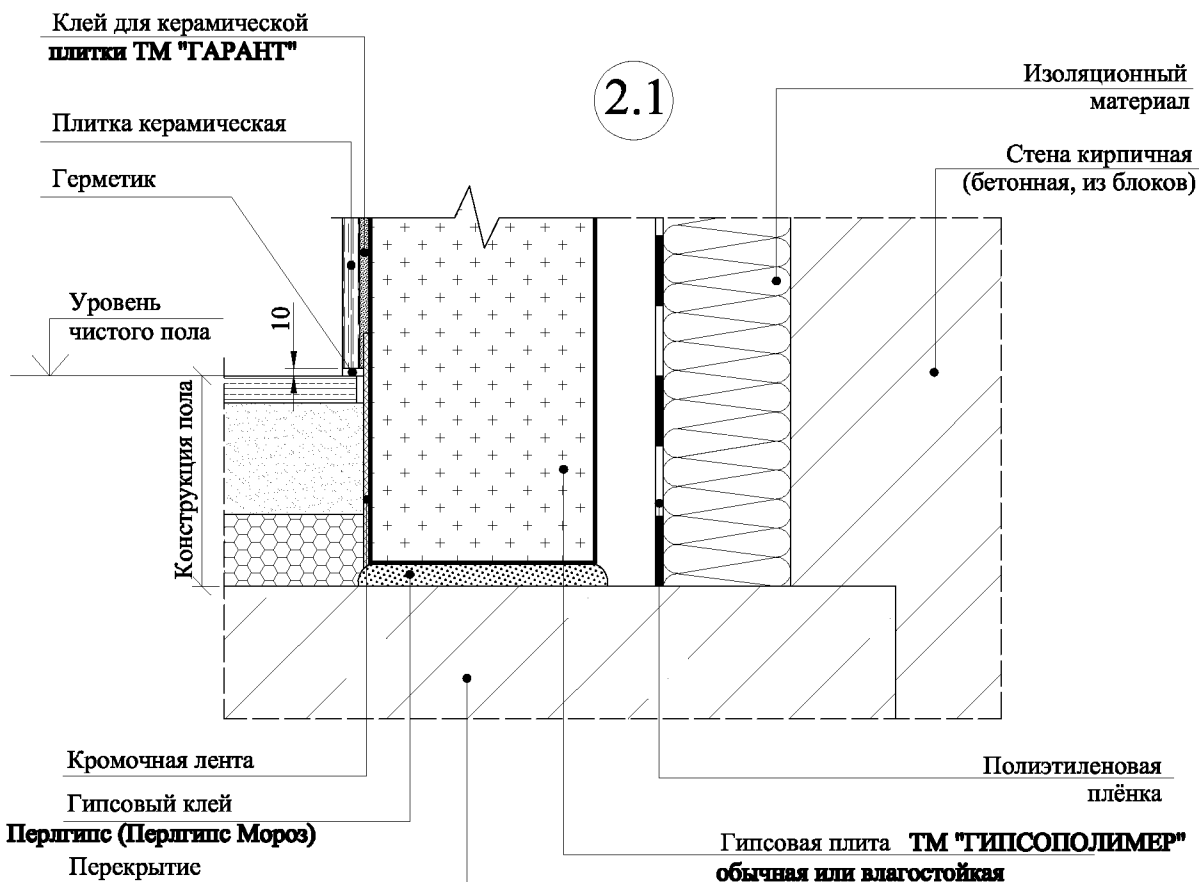 Клей для керамической
плитки ТМ "ГАРАНТ"
2.1
Изоляционный
материал
Плитка керамическая
Стена кирпичная
(бетонная, из блоков)
Герметик
Уровень
чистого пола
10
Конструкция пола
Кромочная лента
Полиэтиленовая
плёнка
Гипсовый клей
Перлгипс (Перлгипс Мороз)
Гипсовая плита ТМ "ГИПСОПОЛИМЕР"
обычная или влагостойкая
Перекрытие